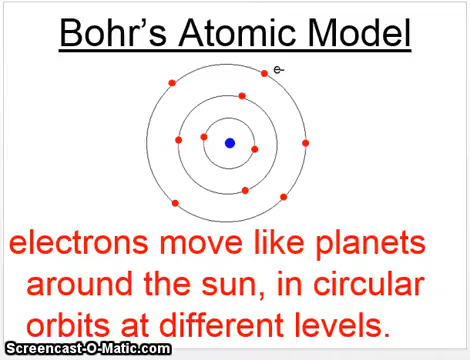 Bohr's Atomic Model
e-
electrons move like planets
around the sun, in circular
orbits at different levels.
Screencast-O-Matic.com